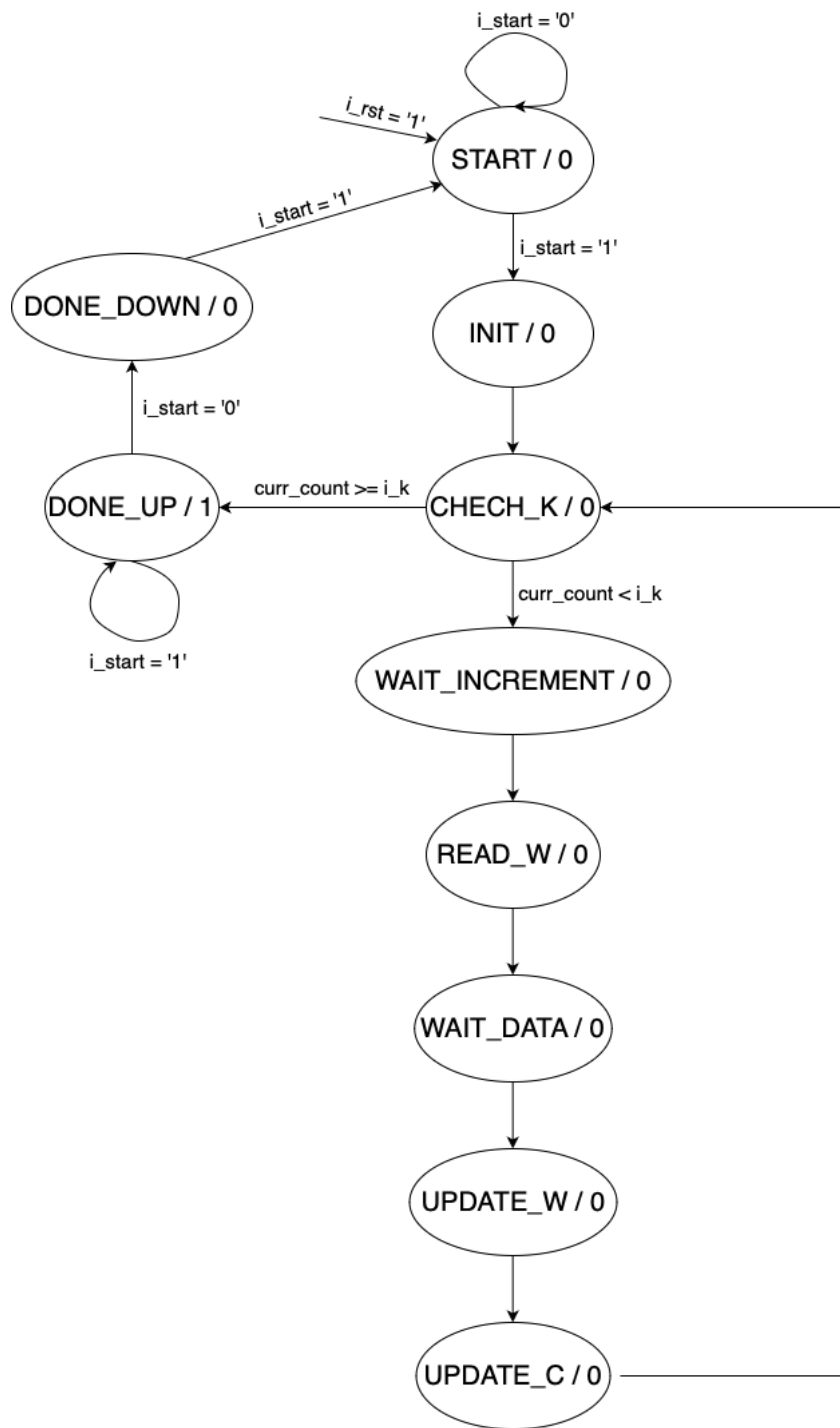 i_start = '0'
i_rst = '1'
START / 0
i_start = '1'
i_start = '1'
DONE_DOWN / 0
INIT / 0
i_start = '0'
curr_count >= i_k
DONE_UP / 1
CHECH_K / 0
curr_count < i_k
i_start = '1'
WAIT_INCREMENT / 0
READ_W / 0
WAIT_DATA / 0
UPDATE_W / 0
UPDATE_C / 0